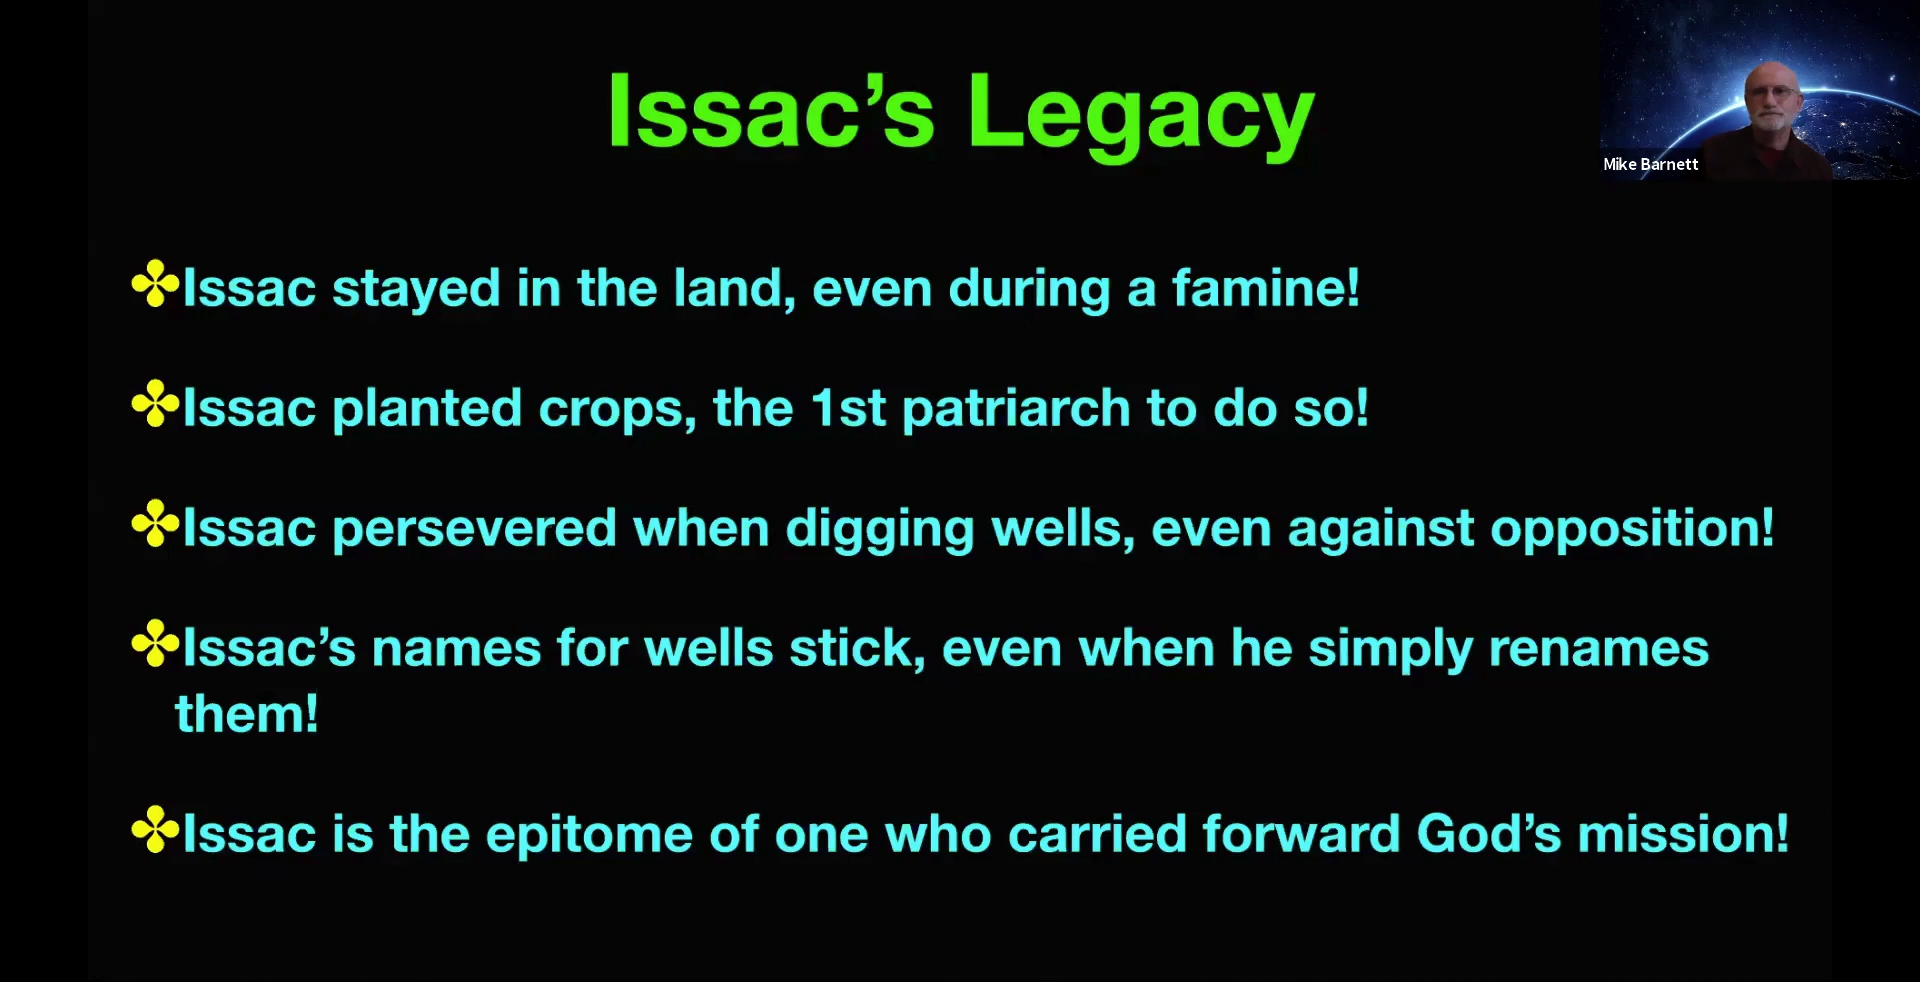 Issac’s Legacy
Mike Barnett
✤Issac stayed in the land, even during a famine!
✤Issac planted crops, the 1st patriarch to do so!
✤Issac persevered when digging wells, even against opposition!
✤Issac’s names for wells stick, even when he simply renames
them!
✤Issac is the epitome of one who carried forward God’s mission!